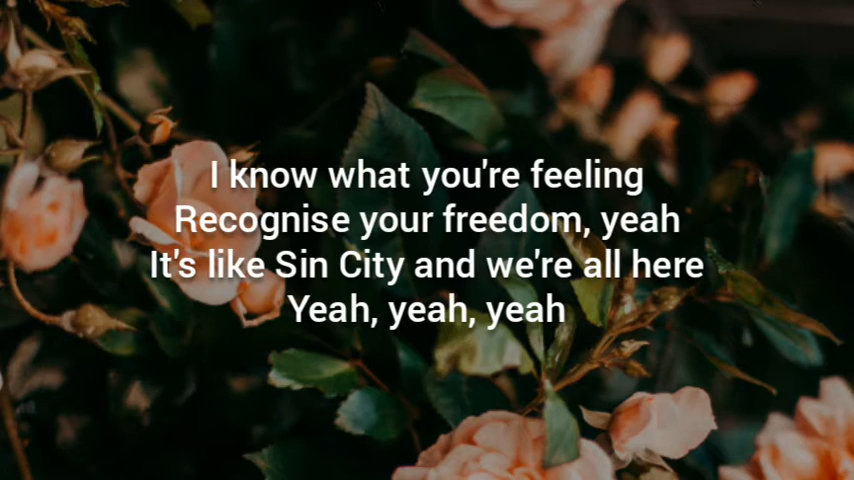 I know what you're feeling
Recognise your freedom, yeah
It's like Sin City and we're all here
Yeah, yeah, yeah